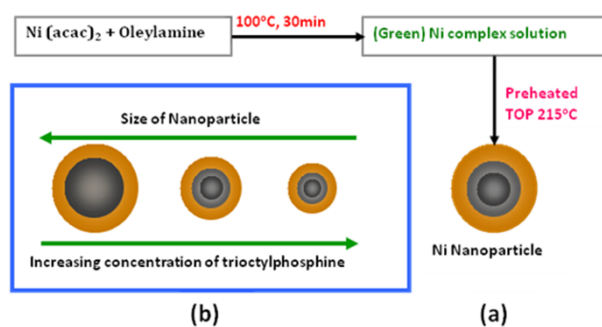 Ni (acac)₂ + Oleylamine
100°C, 30min
(Green) Ni complex solution
Preheated
TOP 215°C
Size of Nanoparticle
Increasing concentration of trioctylphosphine
Ni Nanoparticle
(b)
(a)